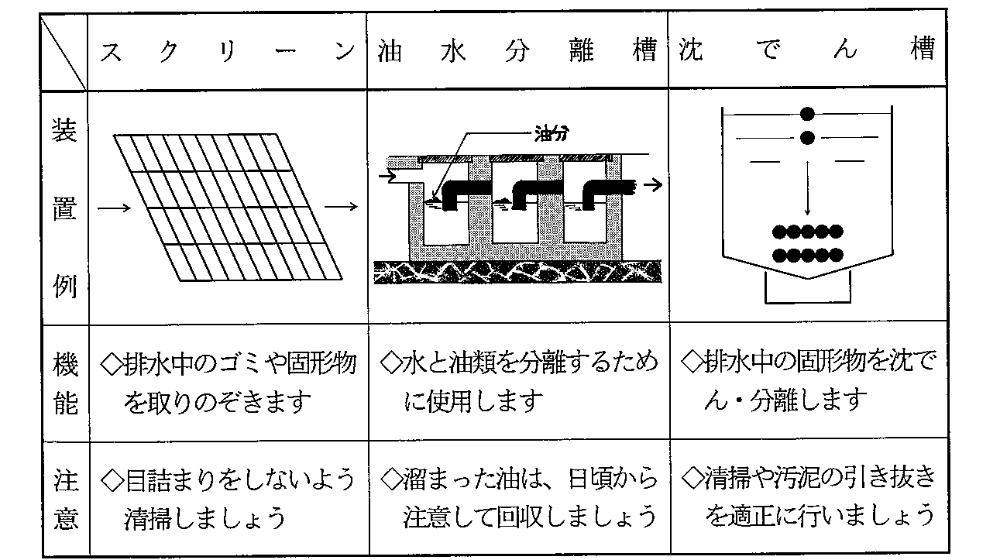 スクリーン 油水分離槽 沈でん槽
装置例
油分
機能
◇排水中のゴミや固形物
を取りのぞきます
◇水と油類を分離するため
に使用します
◇排水中の固形物を沈で
ん・分離します
注意
◇目詰まりをしないよう
清掃しましょう
◇溜まった油は、日頃から
注意して回収しましょう
◇清掃や汚泥の引き抜き
を適正に行いましょう